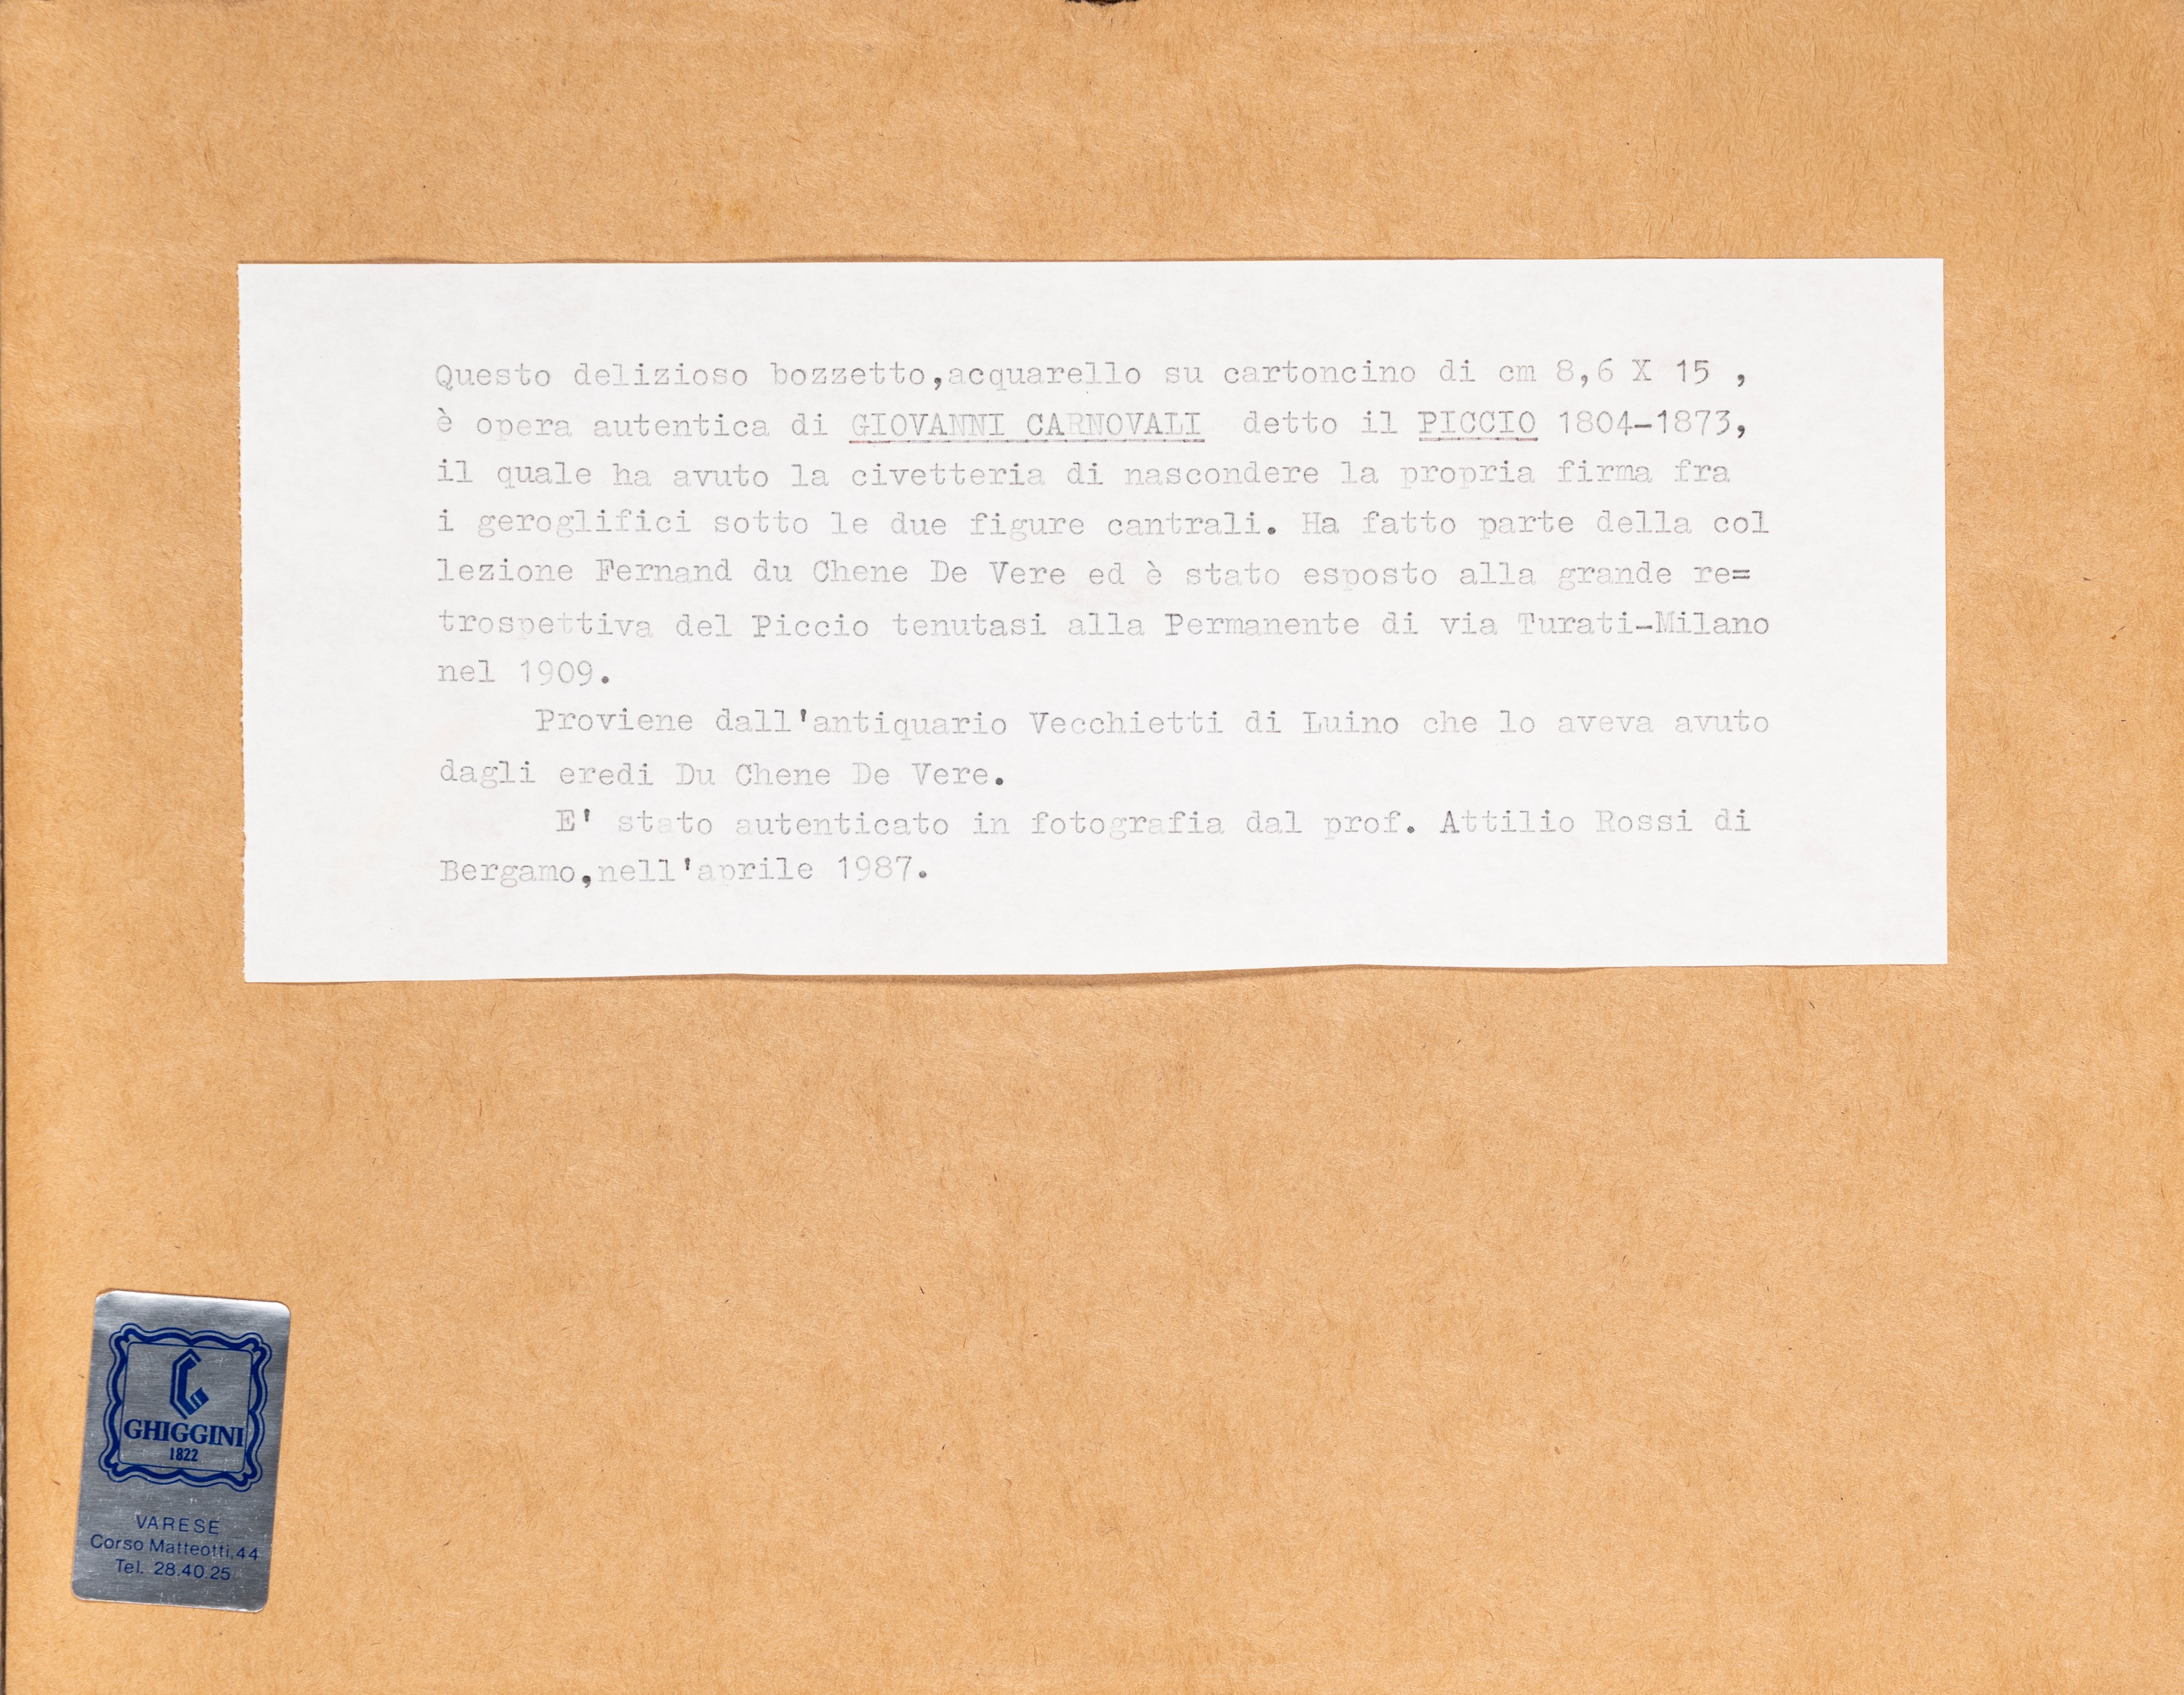 Questo delizioso bozzetto,acquarello su cartoncino di cm 8,6 X 15 ,
è opera autentica di GIOVANNI CARNOVALI detto il PICCIO 1804-1873,
il quale ha avuto la civetteria di nascondere la propria firma fra
i geroglifici sotto le due figure cantrali. Ha fatto parte della col
lezione Fernand du Chene De Vere ed è stato esposto alla grande re=
trospettiva del Piccio tenutasi alla Permanente di via Turati-Milano
nel 1909.
Proviene dall'antiquario Vecchietti di Luino che lo aveva avuto
dagli eredi Du Chene De Vere.
E' stato autenticato in fotografia dal prof. Attilio Rossi di
Bergamo,nell'aprile 1987.
GHIGGINI
1822
VARESE
Corso Matteotti,44
Tel. 28.40.25